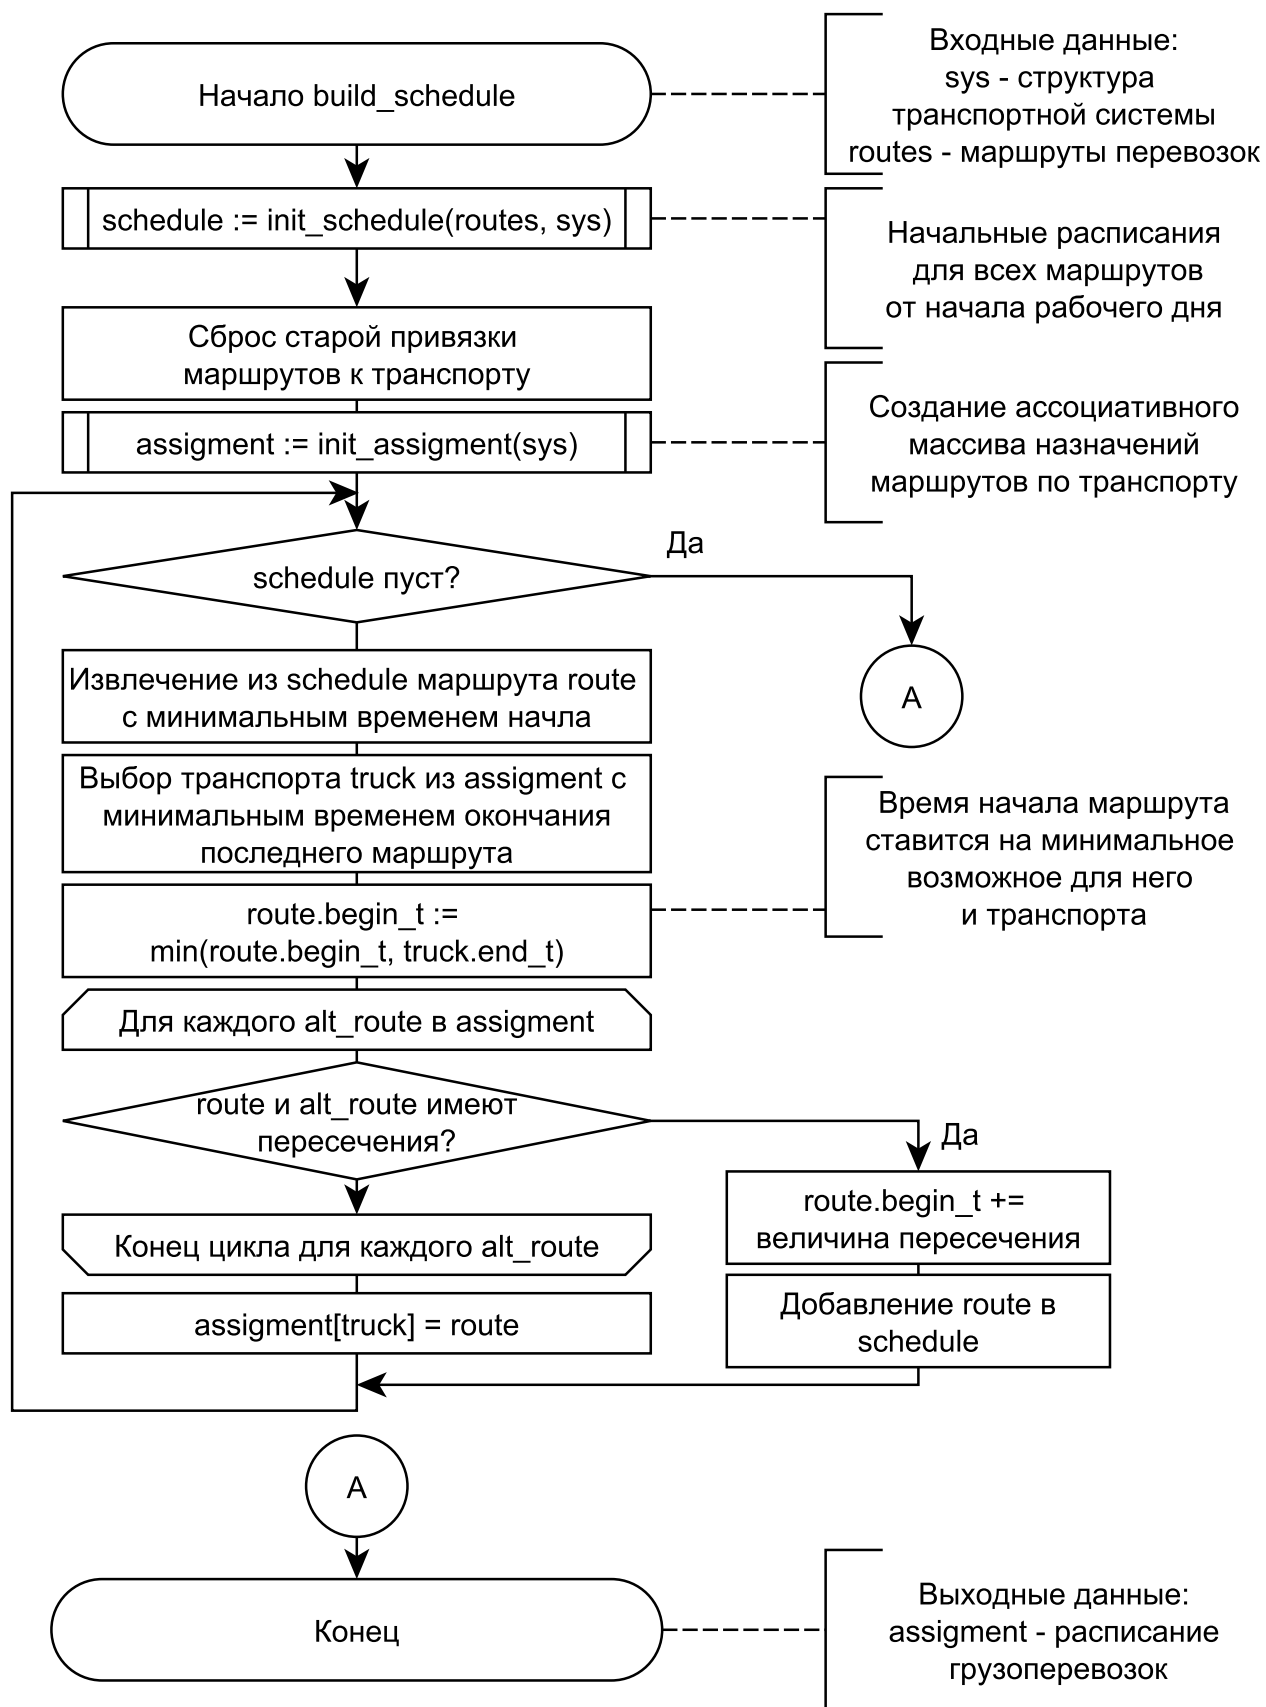 Начало build_schedule
Входные данные:
sys - структура
транспортной системы
routes - маршруты перевозок
schedule := init_schedule(routes, sys)
Начальные расписания
для всех маршрутов
от начала рабочего дня
Сброс старой привязки
маршрутов к транспорту
assigment := init_assigment(sys)
Создание ассоциативного
массива назначений
маршрутов по транспорту
schedule пуст?
Да
А
Извлечение из schedule маршрута route
с минимальным временем начла
Выбор транспорта truck из assigment с
минимальным временем окончания
последнего маршрута
route.begin_t :=
min(route.begin_t, truck.end_t)
Время начала маршрута
ставится на минимальное
возможное для него
и транспорта
Для каждого alt_route в assigment
route и alt_route имеют
пересечения?
Да
route.begin_t +=
величина пересечения
Добавление route в
schedule
Конец цикла для каждого alt_route
assigment[truck] = route
А
Конец
Выходные данные:
assigment - расписание
грузоперевозок